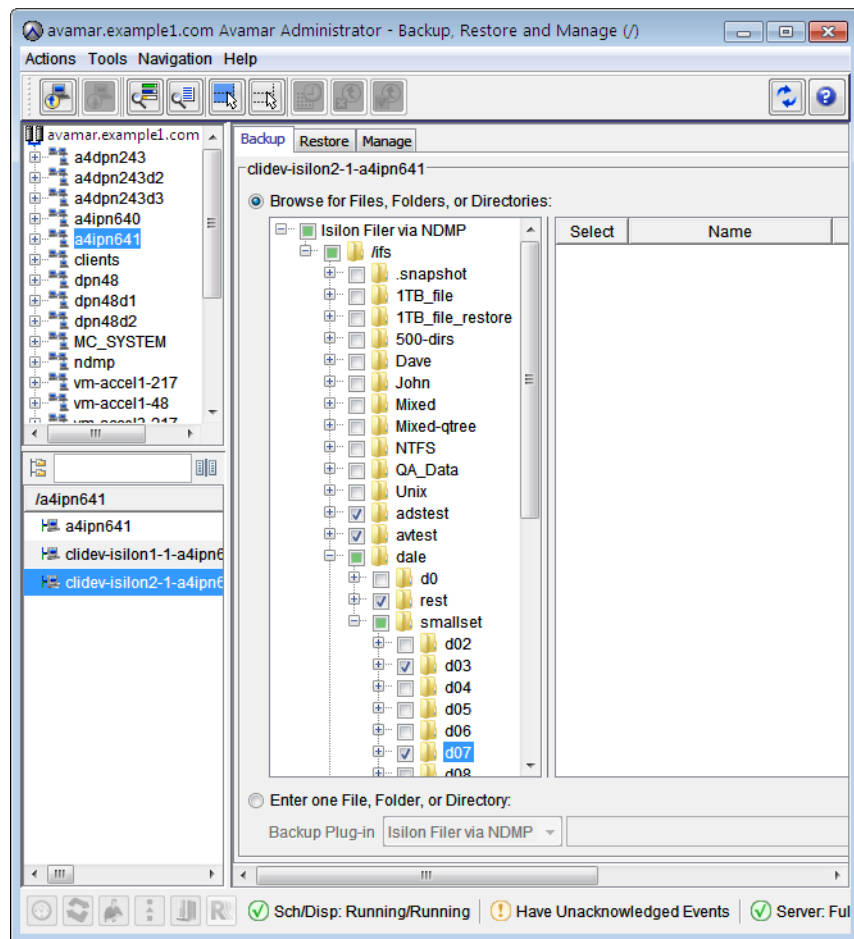 avamar.example1.com Avamar Administrator - Backup, Restore and Manage (/)
Actions Tools Navigation Help
avamar.example1.com
a4dpn243
a4dpn243d2
a4dpn243d3
a4ipn640
a4ipn641
clients
dpn48
dpn48d1
dpn48d2
MC_SYSTEM
ndmp
vm-accel1-217
vm-accel1-48
vm-accel2-217
/a4ipn641
a4ipn641
clidev-isilon1-1-a4ipn6
clidev-isilon2-1-a4ipn6
Backup Restore Manage
clidev-isilon2-1-a4ipn641
Browse for Files, Folders, or Directories:
Isilon Filer via NDMP
/ifs
.snapshot
1TB_file
1TB_file_restore
500-dirs
Dave
John
Mixed
Mixed-qtree
NTFS
QA_Data
Unix
adstest
avtest
dale
d0
rest
smallset
d02
d03
d04
d05
d06
d07
d08
Select Name
Enter one File, Folder, or Directory:
Backup Plug-in Isilon Filer via NDMP
Sch/Disp: Running/Running Have Unacknowledged Events Server: Ful